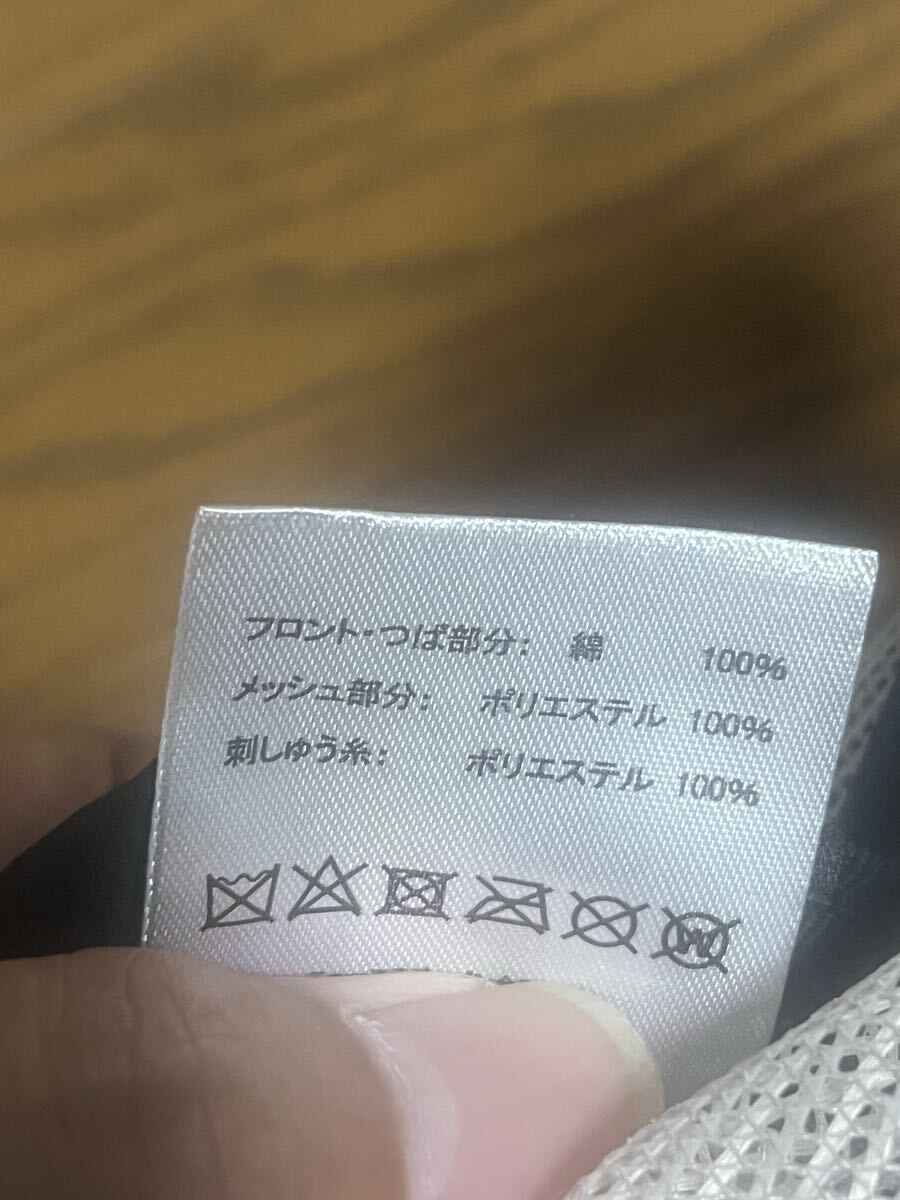 フロント・つば部分： 綿 100%
メッシュ部分： ポリエステル 100%
刺しゅう糸： ポリエステル 100%